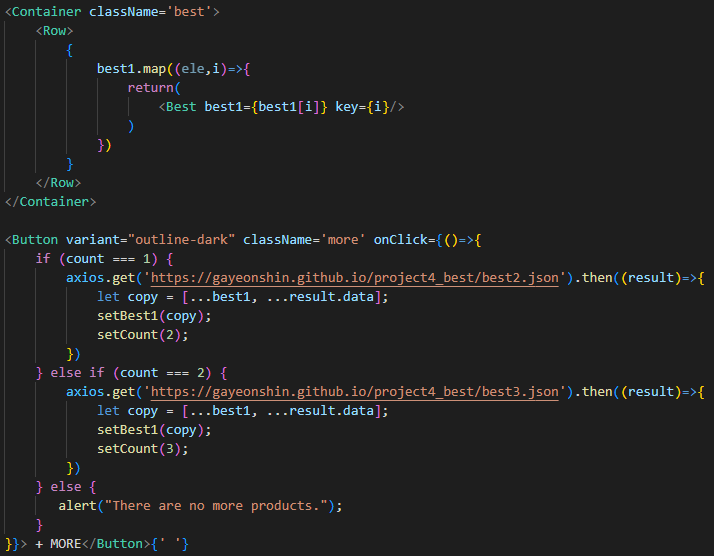 <Container className='best'>
<Row>
{
best1.map((ele,i)=>{
return(
<Best best1={best1[i]} key={i}/>
)
})
}
</Row>
</Container>
<Button variant="outline-dark" className='more' onClick={()=>{
if (count === 1) {
axios.get('https://gayeonshin.github.io/project4_best/best2.json').then((result)=>{
let copy = [...best1, ...result.data];
setBest1(copy);
setCount(2);
})
} else if (count === 2) {
axios.get('https://gayeonshin.github.io/project4_best/best3.json').then((result)=>{
let copy = [...best1, ...result.data];
setBest1(copy);
setCount(3);
})
} else {
alert("There are no more products.");
}
}}> + MORE</Button>{' '}